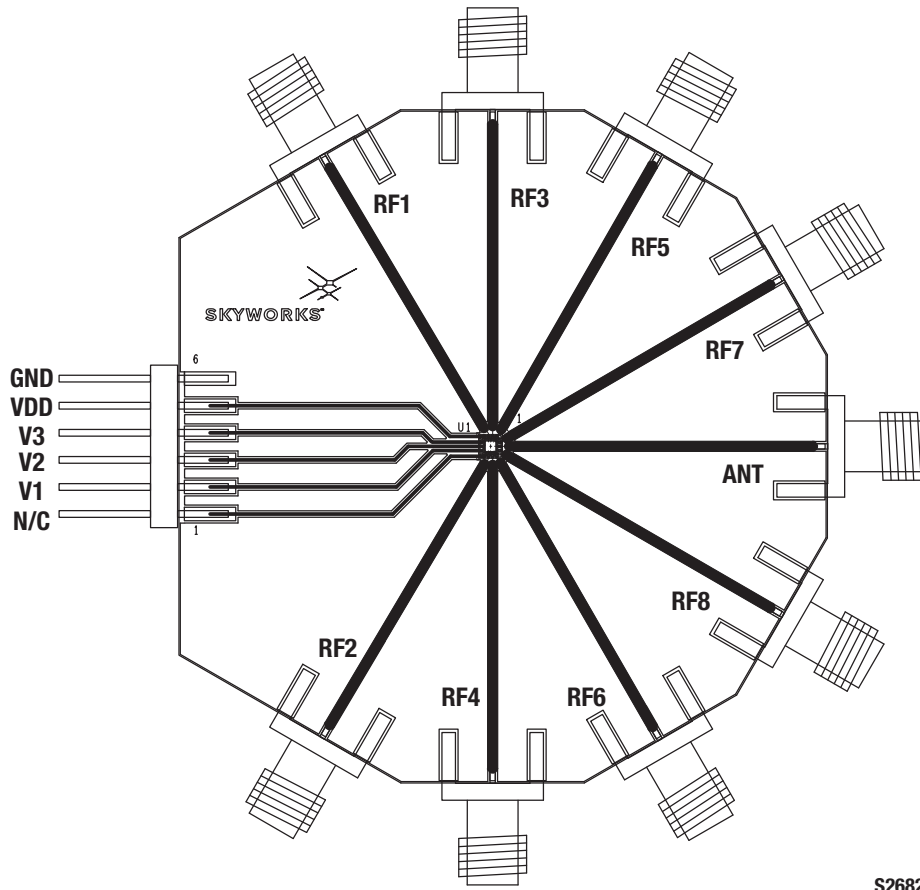 RF1
RF3
RF5
SKYWORKS
RF7
6
GND
VDD
V3
U1
1
V2
ANT
V1
N/C
1
RF8
RF2
RF4
RF6
S2682